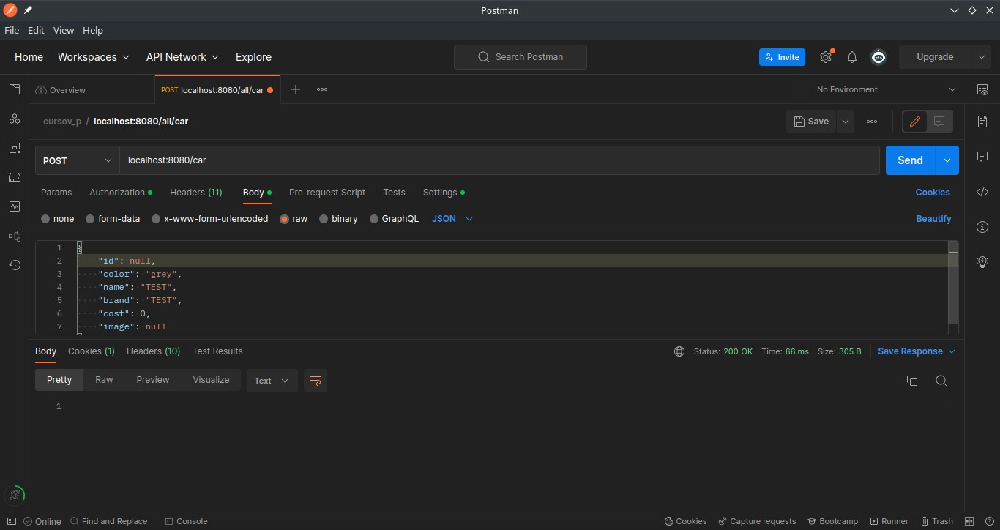 Postman
File Edit View Help
Home Workspaces API Network Explore Search Postman Invite Upgrade
Overview POST localhost:8080/all/car No Environment
cursov_p / localhost:8080/all/car Save
POST localhost:8080/car Send
Params Authorization Headers (11) Body Pre-request Script Tests Settings Cookies
none form-data x-www-form-urlencoded raw binary GraphQL JSON Beautify
1 {
2 "id": null,
3 "color": "grey",
4 "name": "TEST",
5 "brand": "TEST",
6 "cost": 0,
7 "image": null
Body Cookies (1) Headers (10) Test Results Status: 200 OK Time: 66 ms Size: 305 B Save Response
Pretty Raw Preview Visualize Text
1
Online Find and Replace Console Cookies Capture requests Bootcamp Runner Trash